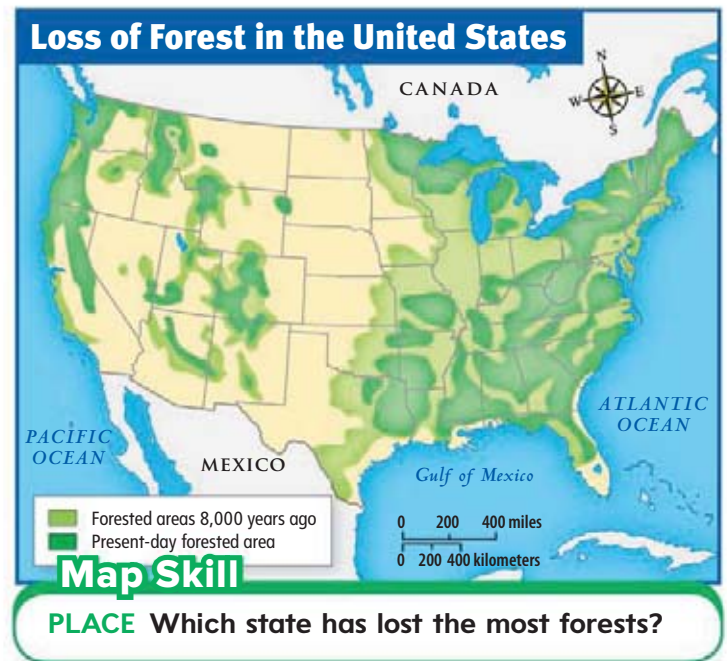 Loss of Forest in the United States
N
W
E
S
CANADA
PACIFIC
OCEAN
MEXICO
Gulf of Mexico
ATLANTIC
OCEAN
Forested areas 8,000 years ago
Present-day forested area
0 200 400 miles
0 200 400 kilometers
Map Skill
PLACE Which state has lost the most forests?